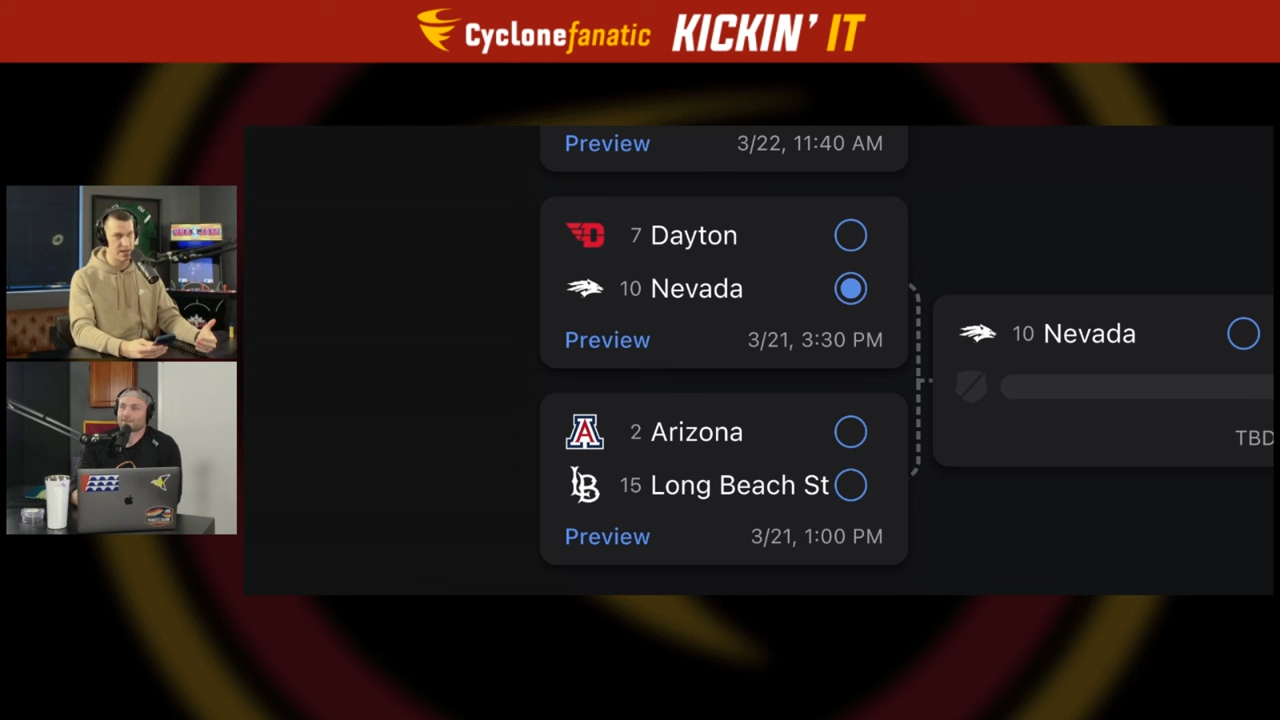 Cyclonefanatic KICKIN' IT
Preview 3/22, 11:40 AM
7 Dayton
10 Nevada
Preview 3/21, 3:30 PM
10 Nevada
TBD
2 Arizona
15 Long Beach St
Preview 3/21, 1:00 PM